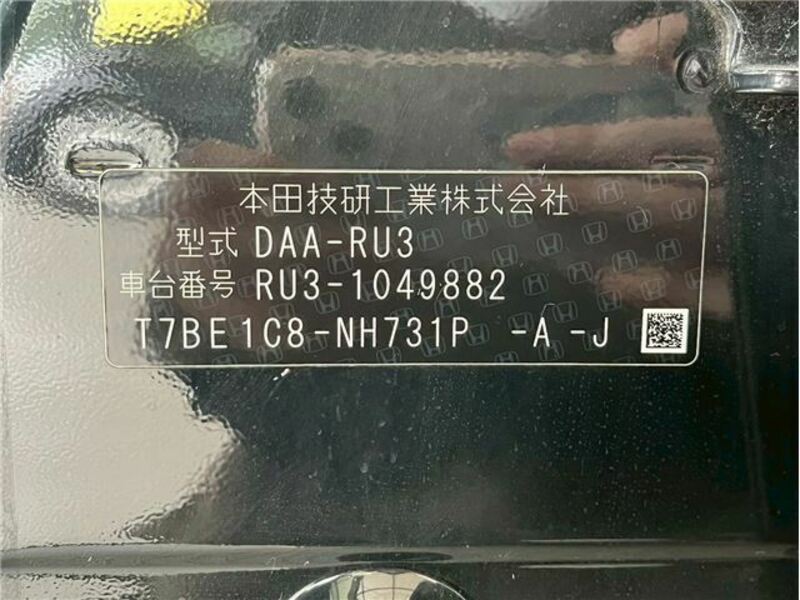 本田技研工業株式会社
型式 DAA-RU3
車台番号 RU3-1049882
T7BE1C8-NH731P -A-J